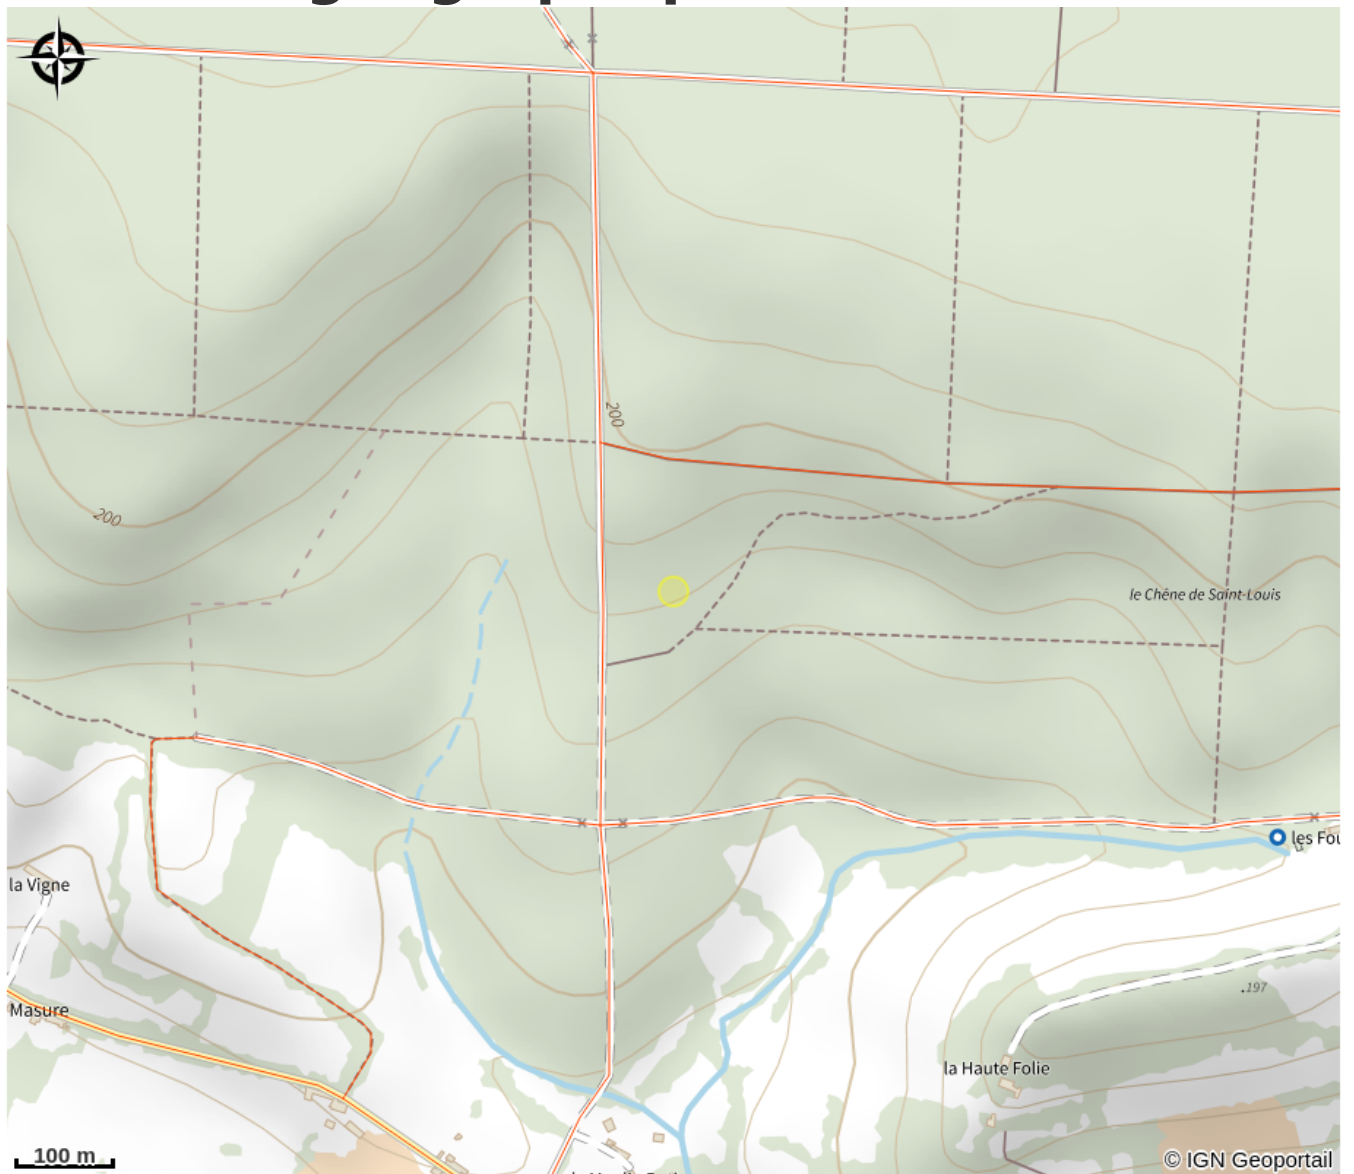 200
200
le Chêne de Saint-Louis
les Fou
la Vigne
.197
Masure
la Haute Folie
100 m
© IGN Geoportail